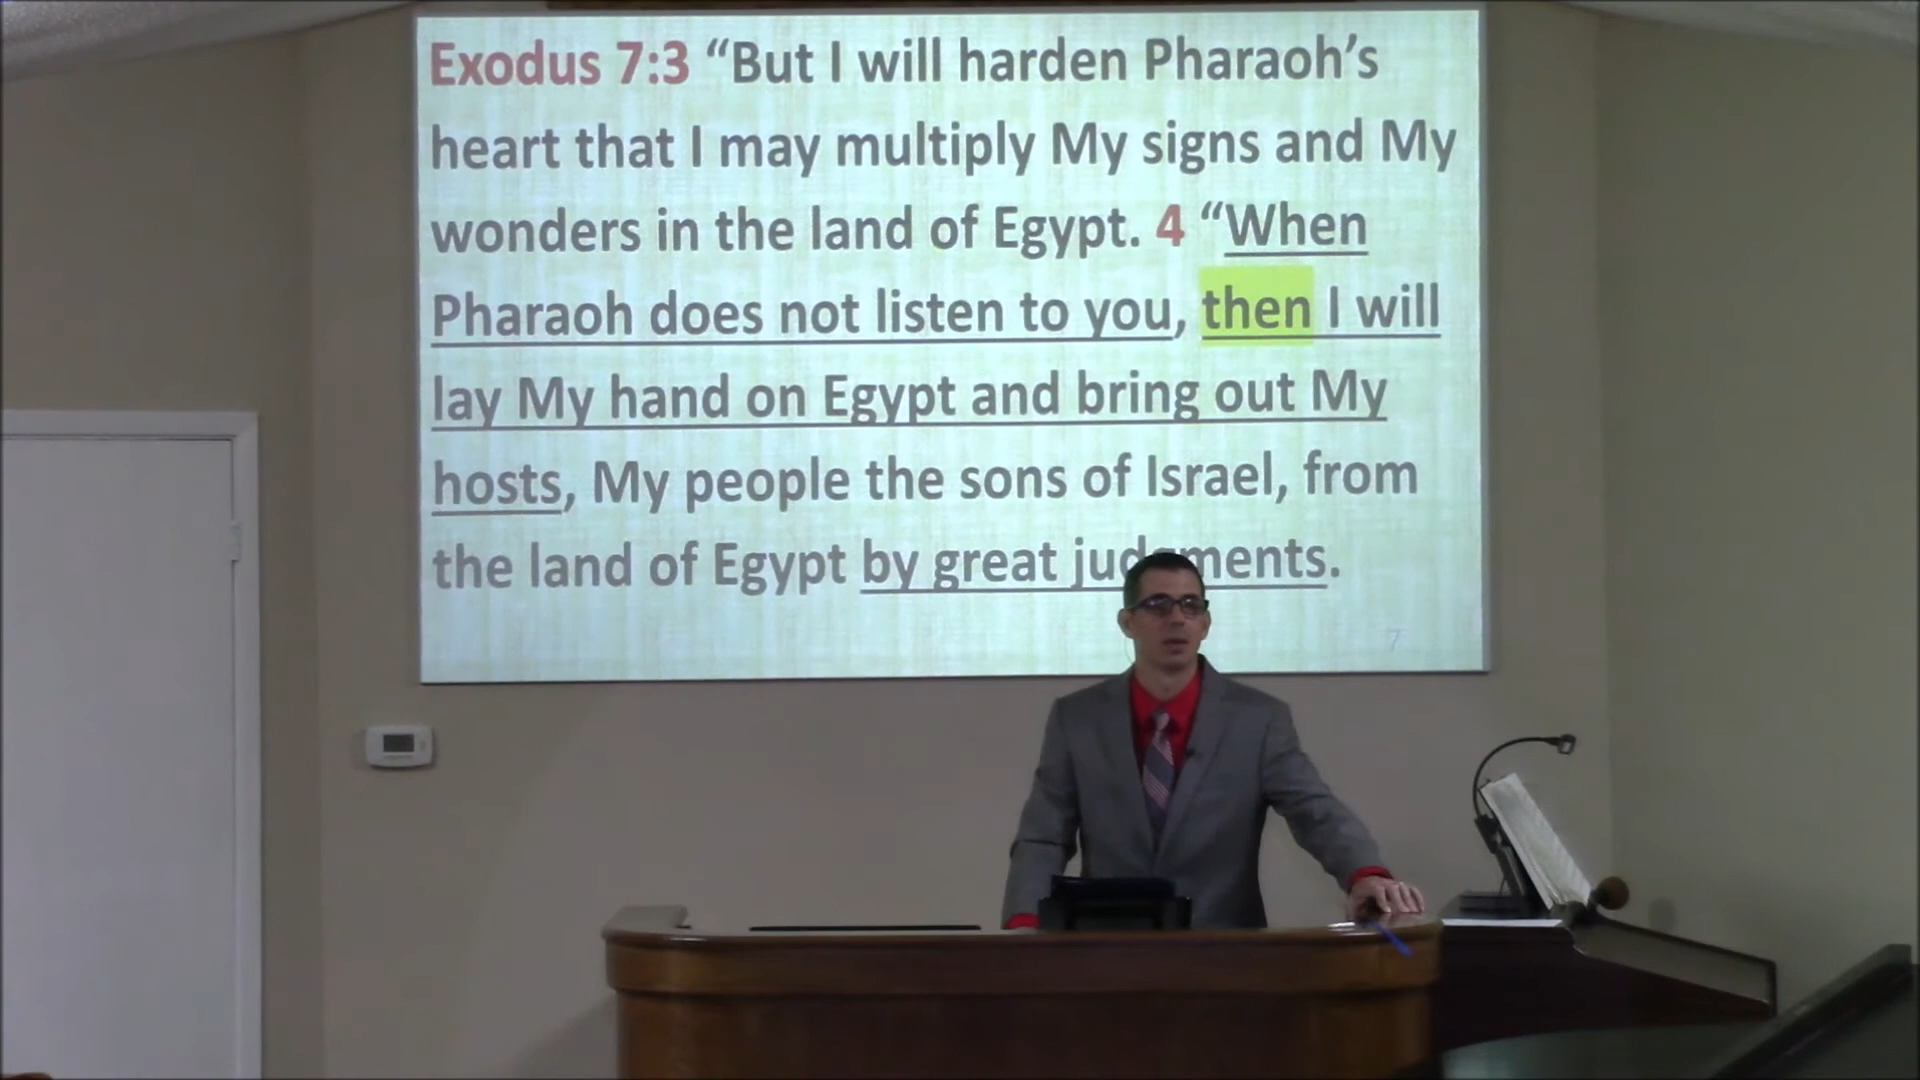 Exodus 7:3 “But I will harden Pharaoh’s
heart that I may multiply My signs and My
wonders in the land of Egypt. 4 “When
Pharaoh does not listen to you, then I will
lay My hand on Egypt and bring out My
hosts, My people the sons of Israel, from
the land of Egypt by great judgments.
7